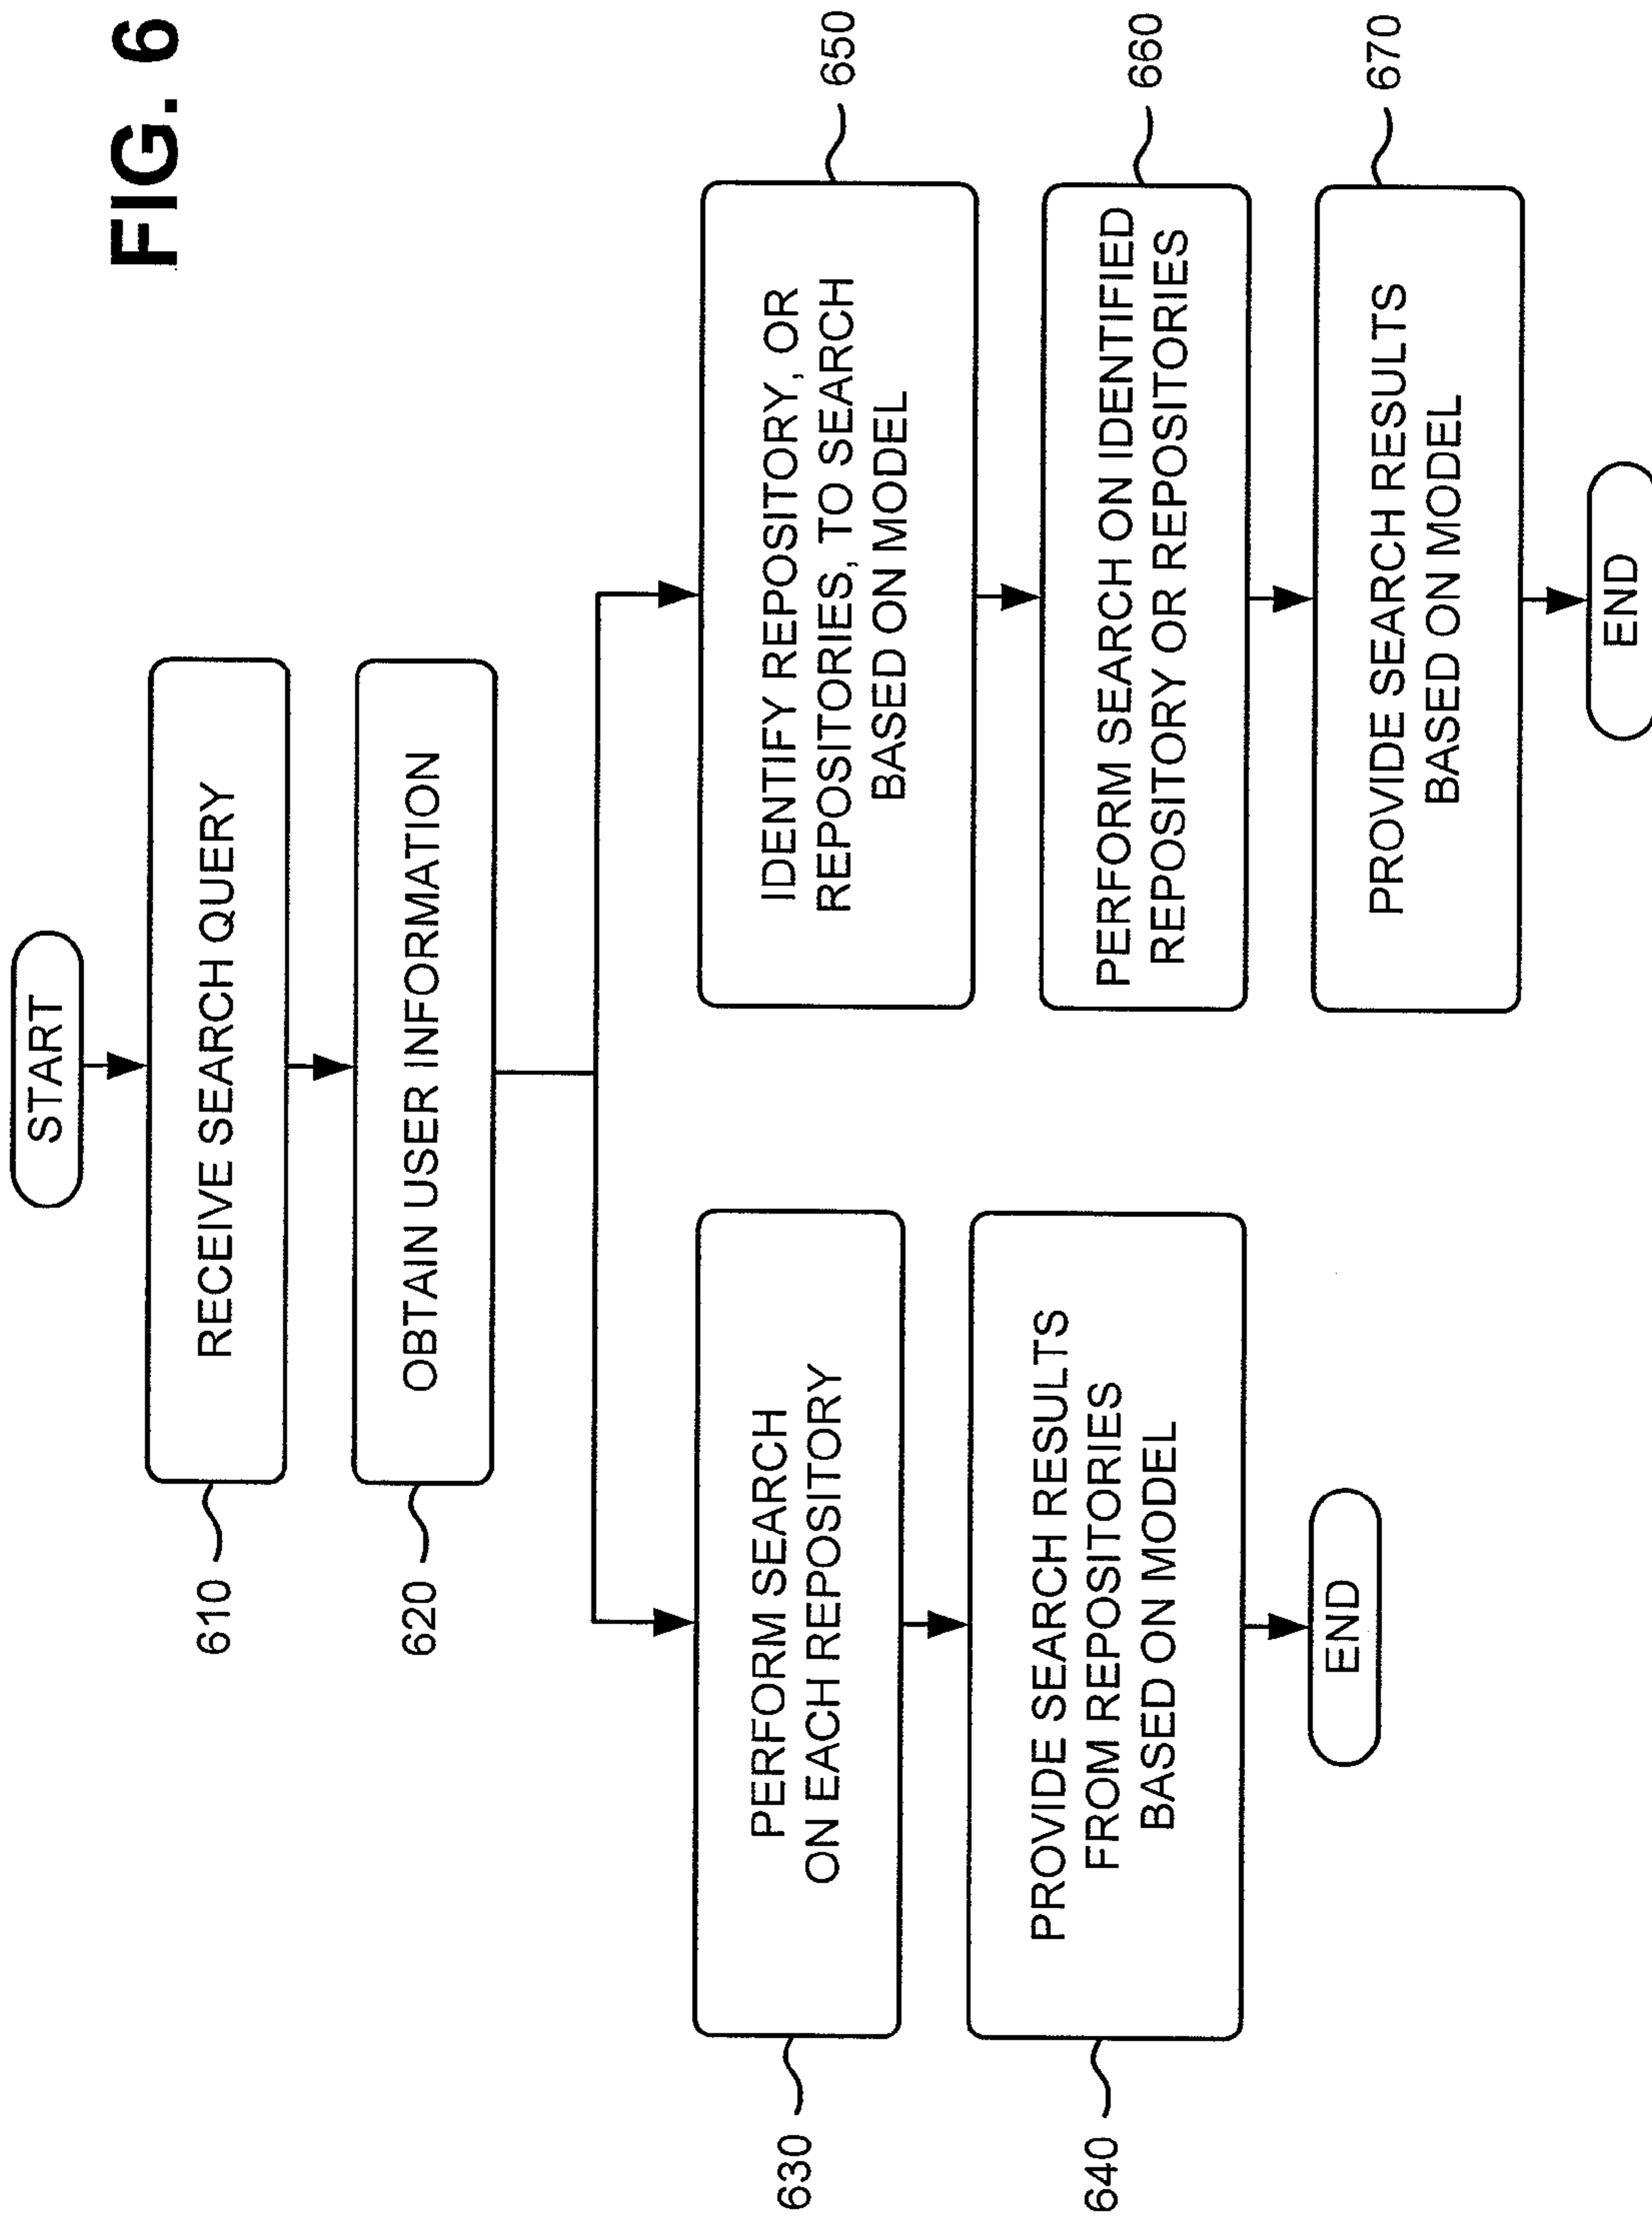 FIG. 6
START
RECEIVE SEARCH QUERY
610
OBTAIN USER INFORMATION
620
PERFORM SEARCH
ON EACH REPOSITORY
630
PROVIDE SEARCH RESULTS
FROM REPOSITORIES
BASED ON MODEL
640
END
IDENTIFY REPOSITORY, OR
REPOSITORIES, TO SEARCH
BASED ON MODEL
650
PERFORM SEARCH ON IDENTIFIED
REPOSITORY OR REPOSITORIES
660
PROVIDE SEARCH RESULTS
BASED ON MODEL
670
END